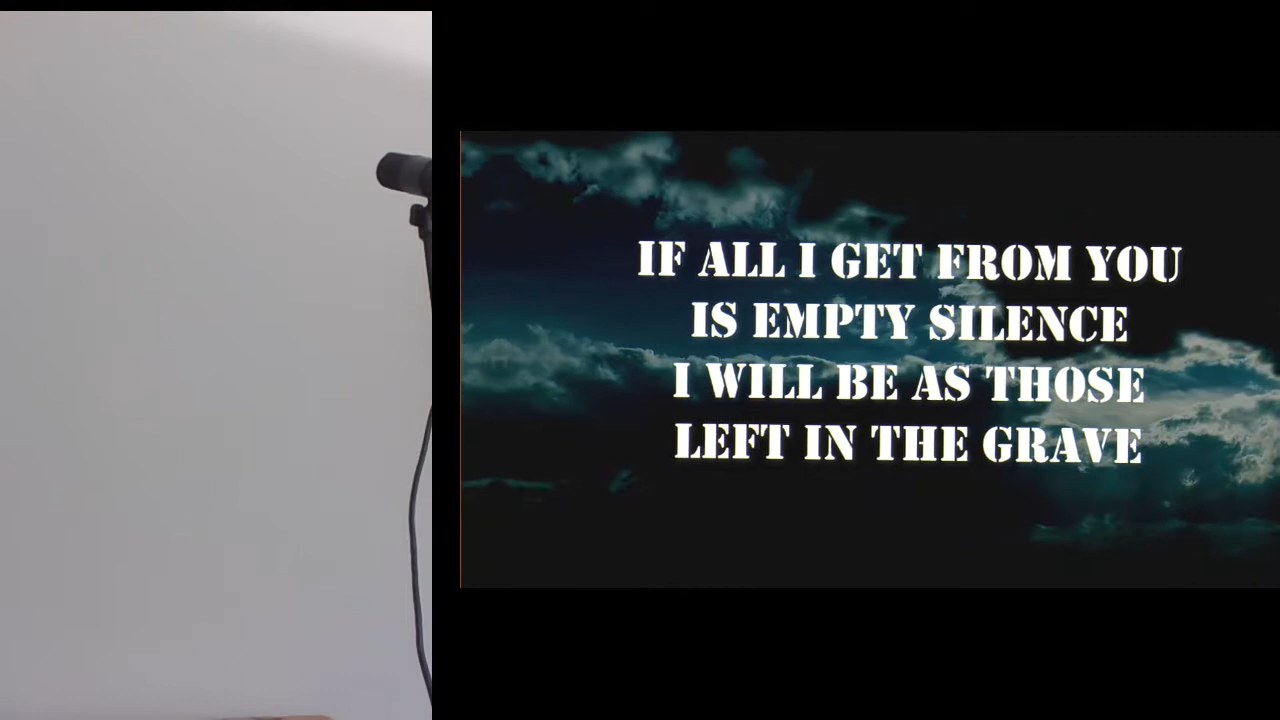 IF ALL I GET FROM YOU
IS EMPTY SILENCE
I WILL BE AS THOSE
LEFT IN THE GRAVE